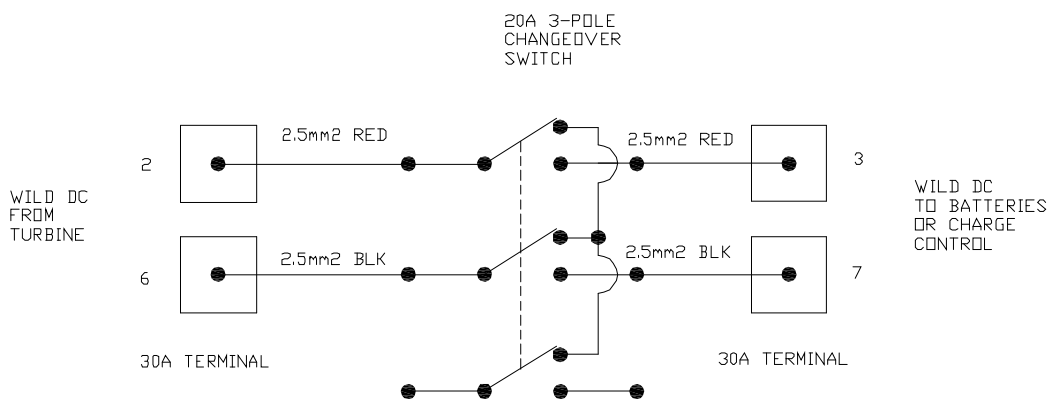 20A 3-POLE
CHANGEOVER
SWITCH
2.5mm2 RED
2.5mm2 RED
2
3
WILD DC
FROM
TURBINE
WILD DC
TO BATTERIES
OR CHARGE
CONTROL
2.5mm2 BLK
2.5mm2 BLK
6
7
30A TERMINAL
30A TERMINAL